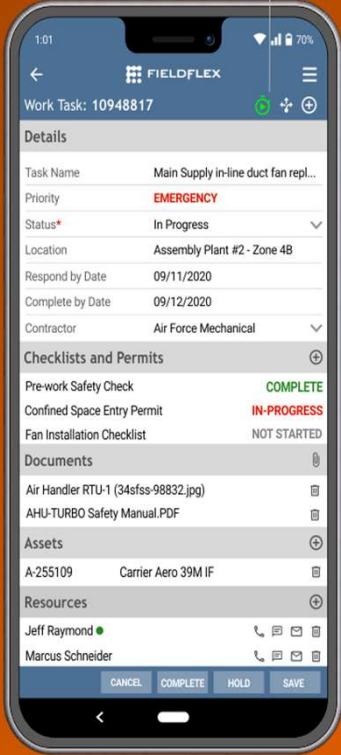 1:01 70%
FIELDFLEX
Work Task: 10948817
Details
Task Name Main Supply in-line duct fan repl...
Priority EMERGENCY
Status* In Progress
Location Assembly Plant #2 - Zone 4B
Respond by Date 09/11/2020
Complete by Date 09/12/2020
Contractor Air Force Mechanical
Checklists and Permits
Pre-work Safety Check COMPLETE
Confined Space Entry Permit IN-PROGRESS
Fan Installation Checklist NOT STARTED
Documents
Air Handler RTU-1 (34sfss-98832.jpg)
AHU-TURBO Safety Manual.PDF
Assets
A-255109 Carrier Aero 39M IF
Resources
Jeff Raymond
Marcus Schneider
CANCEL COMPLETE HOLD SAVE